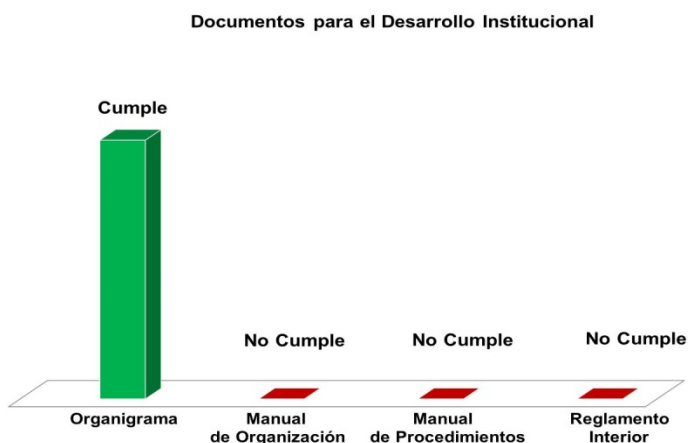 Documentos para el Desarrollo Institucional
Cumple
No Cumple
No Cumple
No Cumple
Organigrama
Manual
de Organización
Manual
de Procedimientos
Reglamento
Interior